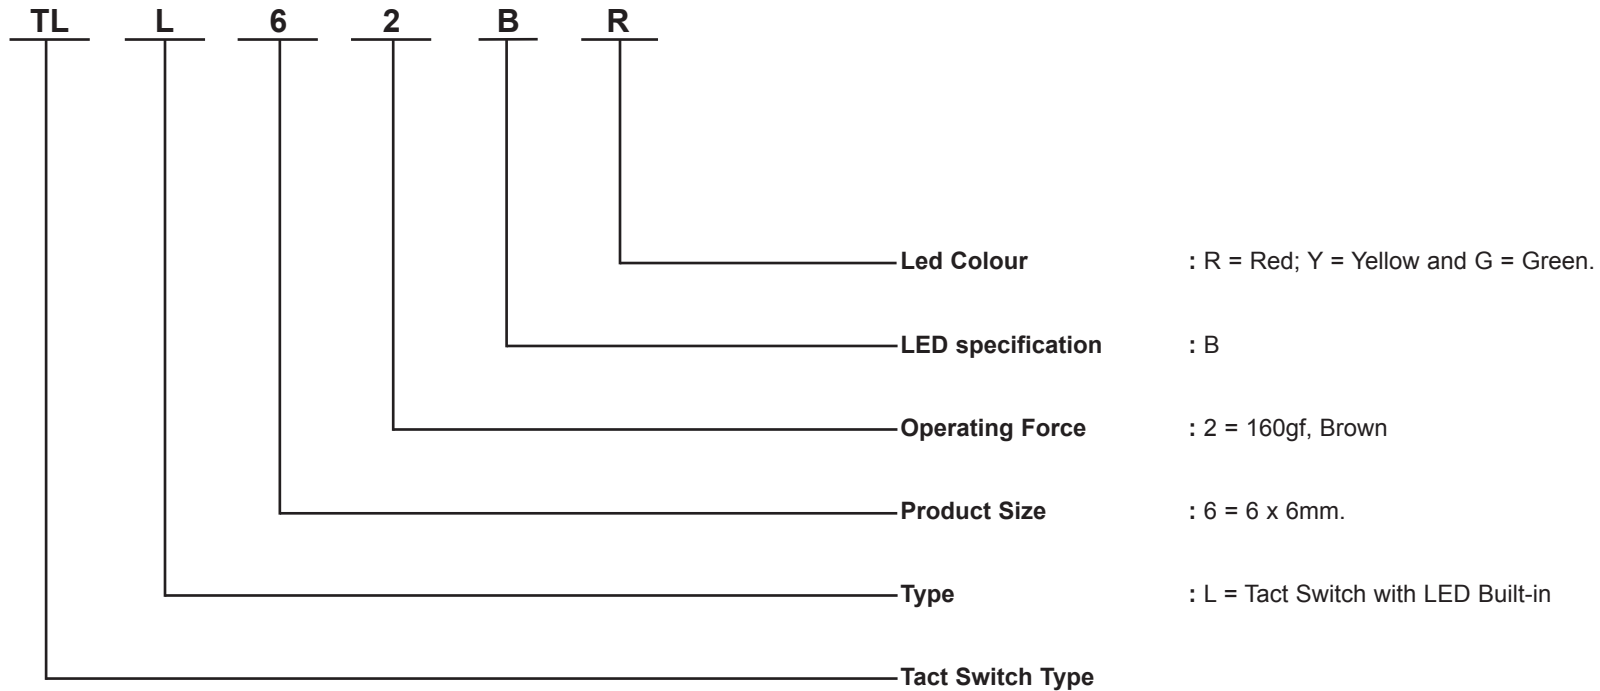 TL L 6 2 B R
Led Colour : R = Red; Y = Yellow and G = Green.
LED specification : B
Operating Force : 2 = 160gf, Brown
Product Size : 6 = 6 x 6mm.
Type : L = Tact Switch with LED Built-in
Tact Switch Type